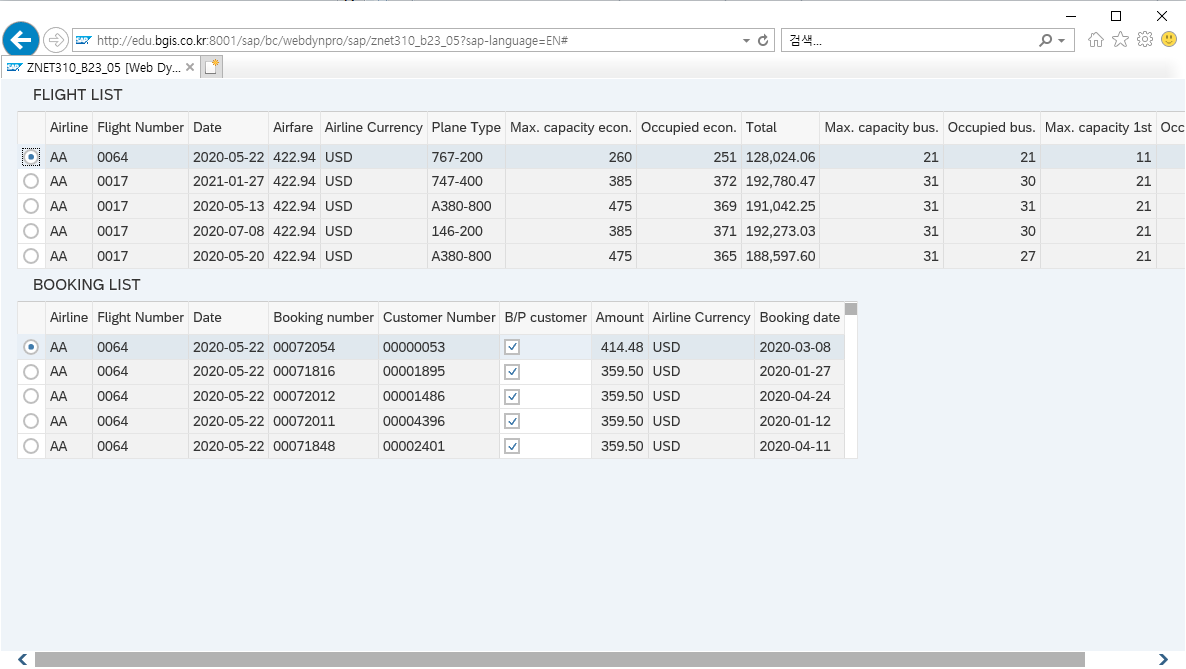 SAP http://edu.bgis.co.kr:8001/sap/bc/webdynpro/sap/znet310_b23_05?sap-language=EN# 검색...
SAP ZNET310_B23_05 [Web Dy...
FLIGHT LIST
Airline Flight Number Date Airfare Airline Currency Plane Type Max. capacity econ. Occupied econ. Total Max. capacity bus. Occupied bus. Max. capacity 1st Occ
AA 0064 2020-05-22 422.94 USD 767-200 260 251 128,024.06 21 21 11
AA 0017 2021-01-27 422.94 USD 747-400 385 372 192,780.47 31 30 21
AA 0017 2020-05-13 422.94 USD A380-800 475 369 191,042.25 31 31 21
AA 0017 2020-07-08 422.94 USD 146-200 385 371 192,273.03 31 30 21
AA 0017 2020-05-20 422.94 USD A380-800 475 365 188,597.60 31 27 21
BOOKING LIST
Airline Flight Number Date Booking number Customer Number B/P customer Amount Airline Currency Booking date
AA 0064 2020-05-22 00072054 00000053 414.48 USD 2020-03-08
AA 0064 2020-05-22 00071816 00001895 359.50 USD 2020-01-27
AA 0064 2020-05-22 00072012 00001486 359.50 USD 2020-04-24
AA 0064 2020-05-22 00072011 00004396 359.50 USD 2020-01-12
AA 0064 2020-05-22 00071848 00002401 359.50 USD 2020-04-11